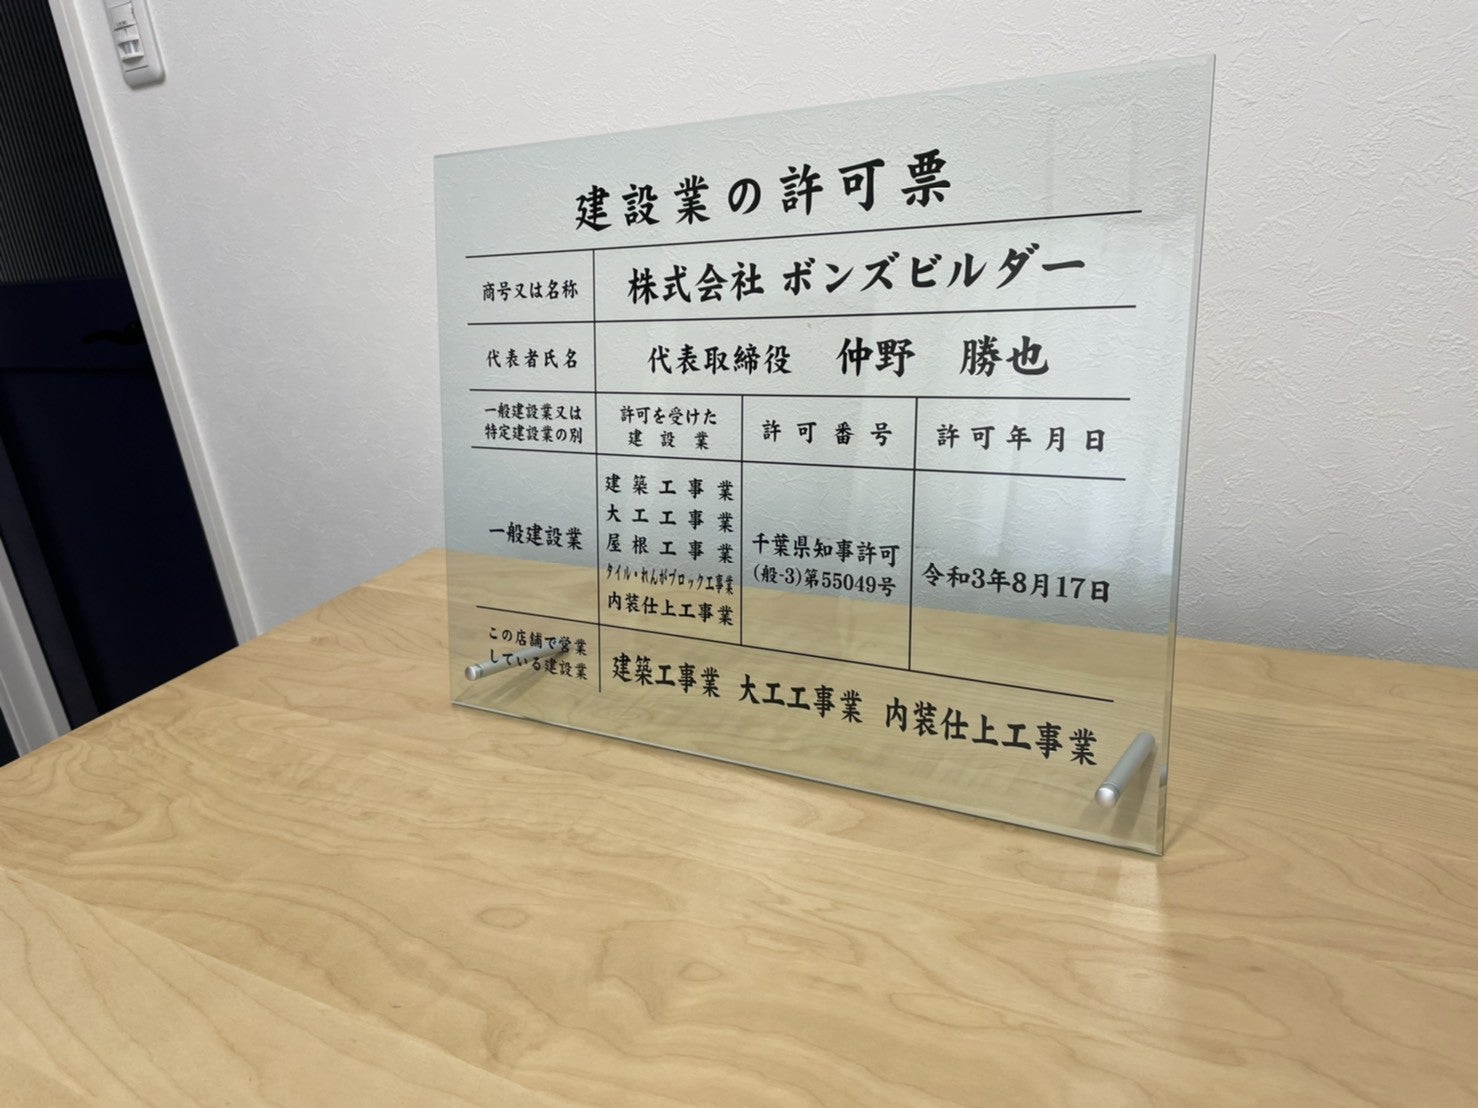 建設業の許可票
商号又は名称 株式会社 ボンズビルダー
代表者氏名 代表取締役 仲野 勝也
一般建設業又は
特定建設業の別
許可を受けた
建設業
許可番号
許可年月日
一般建設業
建築工事業
大工工事業
屋根工事業
タイル・れんがブロック工事業
内装仕上工事業
千葉県知事許可
(般-3)第55049号
令和3年8月17日
この店舗で営業
している建設業
建築工事業 大工工事業 内装仕上工事業